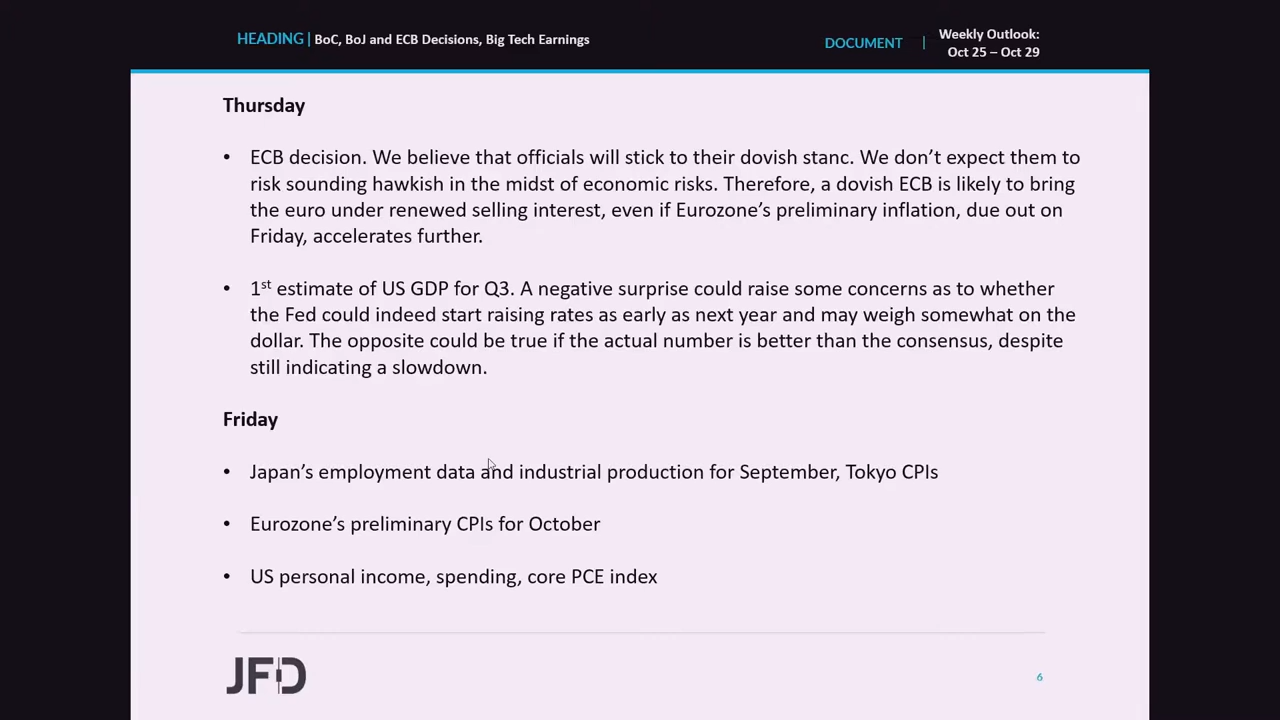 HEADING | BoC, BoJ and ECB Decisions, Big Tech Earnings
DOCUMENT | Weekly Outlook:
Oct 25 – Oct 29
Thursday
• ECB decision. We believe that officials will stick to their dovish stanc. We don’t expect them to
risk sounding hawkish in the midst of economic risks. Therefore, a dovish ECB is likely to bring
the euro under renewed selling interest, even if Eurozone’s preliminary inflation, due out on
Friday, accelerates further.
• 1st estimate of US GDP for Q3. A negative surprise could raise some concerns as to whether
the Fed could indeed start raising rates as early as next year and may weigh somewhat on the
dollar. The opposite could be true if the actual number is better than the consensus, despite
still indicating a slowdown.
Friday
• Japan’s employment data and industrial production for September, Tokyo CPIs
• Eurozone’s preliminary CPIs for October
• US personal income, spending, core PCE index
JFD
6